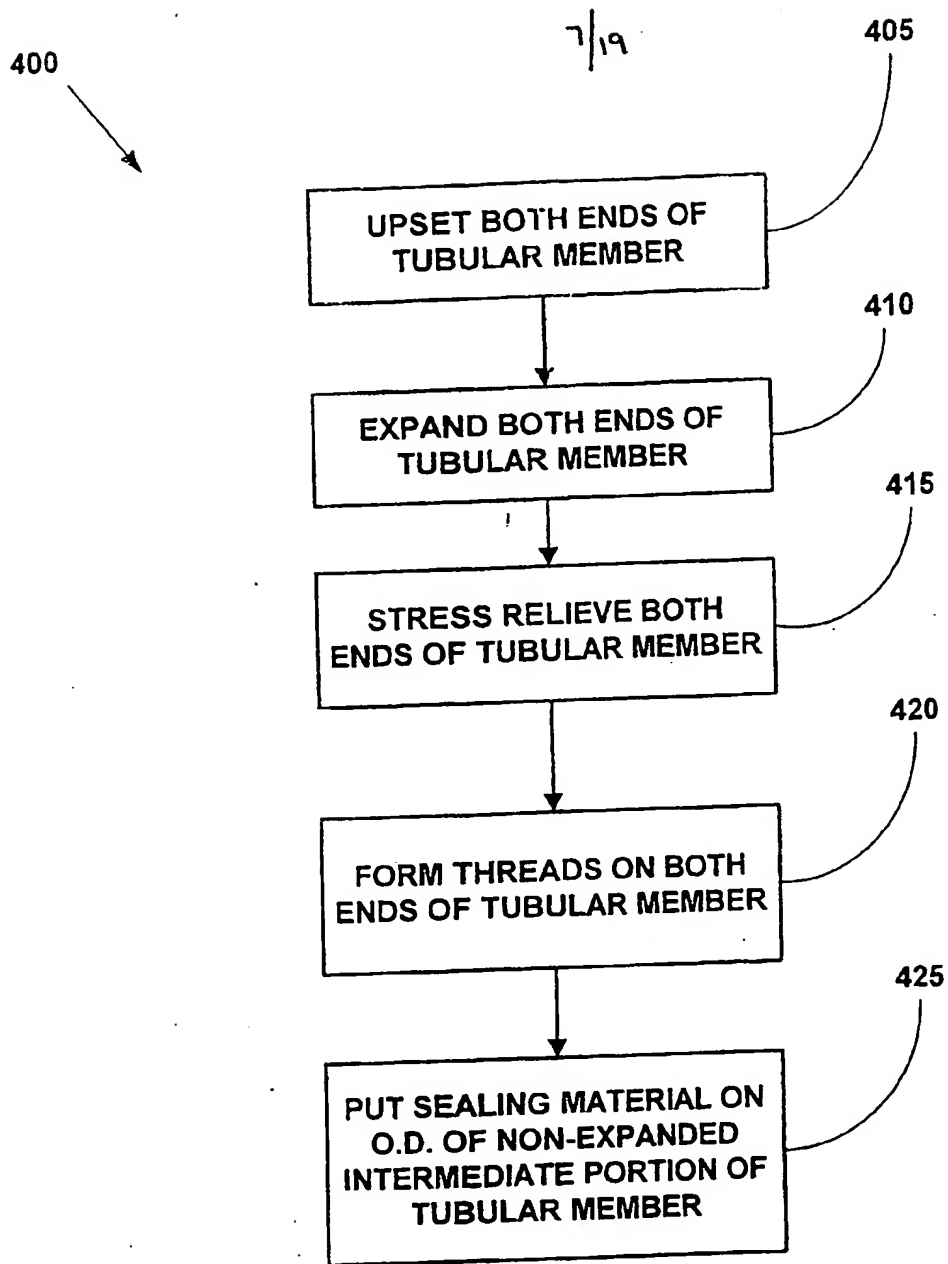 7/19
400
405
UPSET BOTH ENDS OF
TUBULAR MEMBER
410
EXPAND BOTH ENDS OF
TUBULAR MEMBER
415
STRESS RELIEVE BOTH
ENDS OF TUBULAR MEMBER
420
FORM THREADS ON BOTH
ENDS OF TUBULAR MEMBER
425
PUT SEALING MATERIAL ON
O.D. OF NON-EXPANDED
INTERMEDIATE PORTION OF
TUBULAR MEMBER